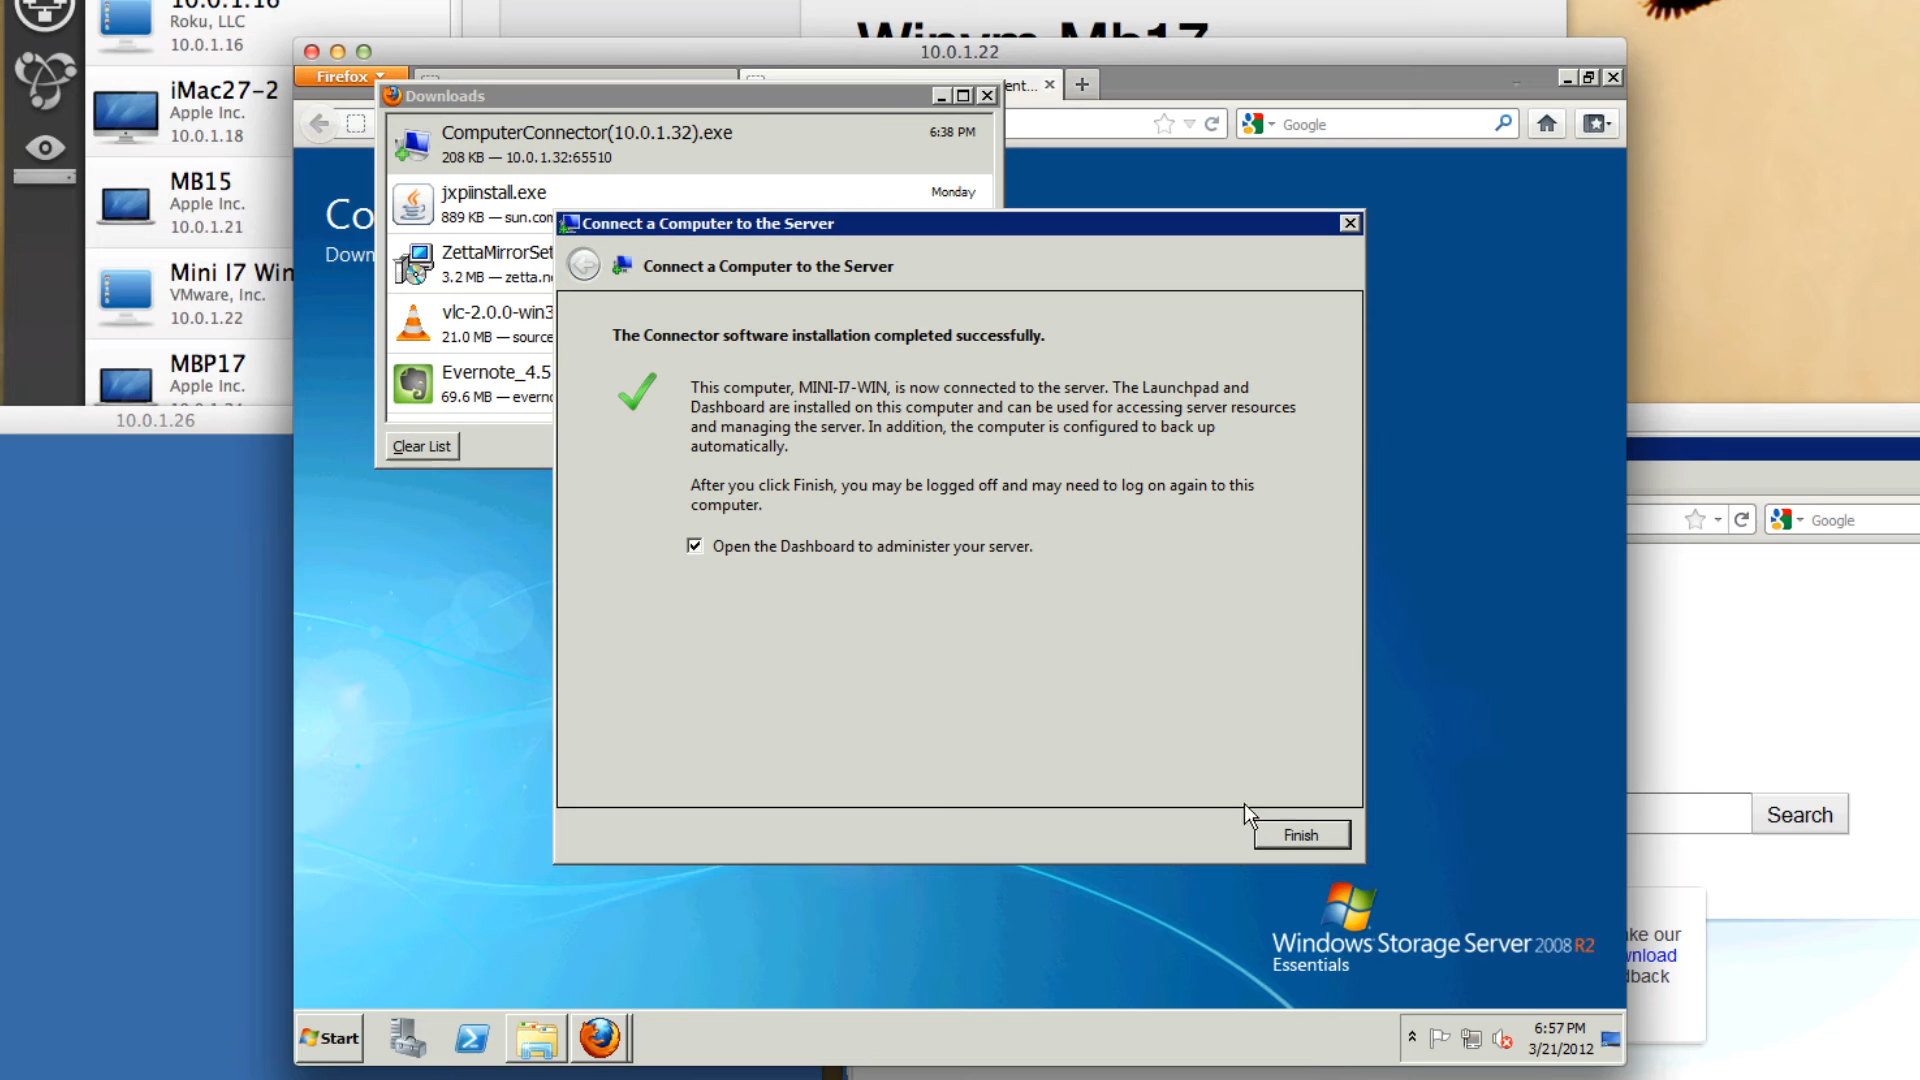 Roku, LLC
10.0.1.16
iMac27-2
Apple Inc.
10.0.1.18
MB15
Apple Inc.
10.0.1.21
Mini I7 Win
VMware, Inc.
10.0.1.22
MBP17
Apple Inc.
10.0.1.26
10.0.1.22
Firefox
ent...
Google
Downloads
ComputerConnector(10.0.1.32).exe
6:38 PM
208 KB — 10.0.1.32:65510
jxpiinstall.exe
Monday
889 KB — sun.com
ZettaMirrorSet
3.2 MB — zetta.n
vlc-2.0.0-win3
21.0 MB — source
Evernote_4.5
69.6 MB — everno
Clear List
Co
Down
Connect a Computer to the Server
Connect a Computer to the Server
The Connector software installation completed successfully.
This computer, MINI-I7-WIN, is now connected to the server. The Launchpad and
Dashboard are installed on this computer and can be used for accessing server resources
and managing the server. In addition, the computer is configured to back up
automatically.
After you click Finish, you may be logged off and may need to log on again to this
computer.
Open the Dashboard to administer your server.
Finish
Windows Storage Server 2008 R2
Essentials
Start
6:57 PM
3/21/2012
Google
Search
ke our
wnload
dback